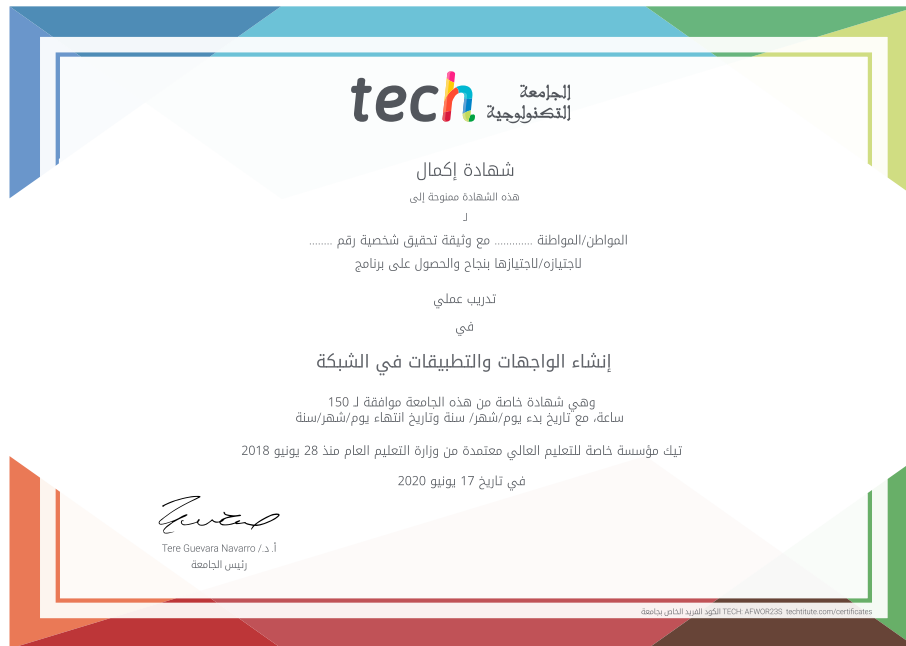 tech الجامعة
التكنولوجية
شهادة إكمال
هذه الشهادة ممنوحة إلى
لـ
المواطن/المواطنة ............. مع وثيقة تحقيق شخصية رقم ........
لاجتيازه/لاجتيازها بنجاح والحصول على برنامج
تدريب عملي
في
إنشاء الواجهات والتطبيقات في الشبكة
وهي شهادة خاصة من هذه الجامعة موافقة لـ 150
ساعة، مع تاريخ بدء يوم/شهر/ سنة وتاريخ انتهاء يوم/شهر/سنة
تيك مؤسسة خاصة للتعليم العالي معتمدة من وزارة التعليم العام منذ 28 يونيو 2018
في تاريخ 17 يونيو 2020
أ. د./ Tere Guevara Navarro
رئيس الجامعة
الكود الفريد الخاص بجامعة TECH: AFWOR23S techtitute.com/certificates